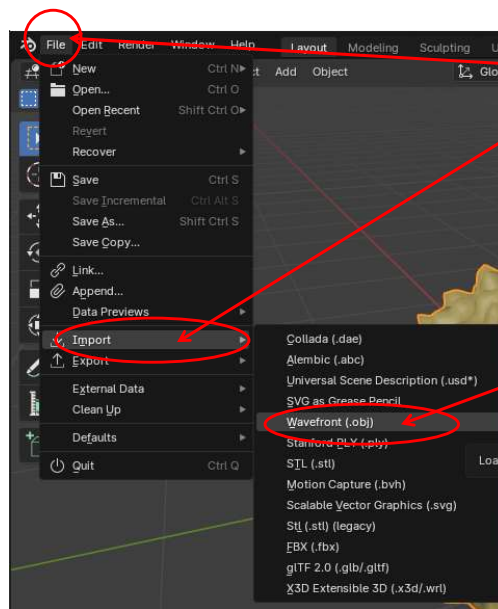 File Edit Render Window Help Layout Modeling Sculpting U
Add Object Glo
New Ctrl N
Open... Ctrl O
Open Recent Shift Ctrl O
Revert
Recover
Save Ctrl S
Save Incremental Ctrl Alt S
Save As... Shift Ctrl S
Save Copy...
Link...
Append...
Data Previews
Import
Export
External Data
Clean Up
Defaults
Quit Ctrl Q
Collada (.dae)
Alembic (.abc)
Universal Scene Description (.usd*)
SVG as Grease Pencil
Wavefront (.obj)
Stanford PLY (.ply)
STL (.stl)
Loa
Motion Capture (.bvh)
Scalable Vector Graphics (.svg)
Stl (.stl) (legacy)
FBX (.fbx)
glTF 2.0 (.glb/.gltf)
X3D Extensible 3D (.x3d/.wrl)